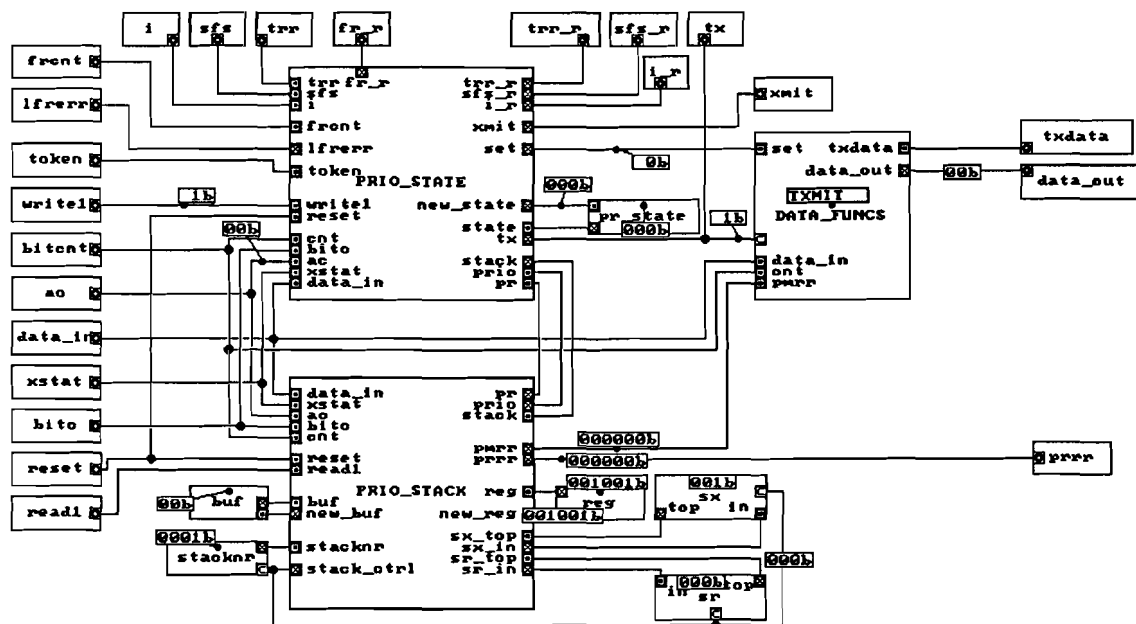 i sfs trr fr_r trr_r sfs_r tx
front
lfrerr
token
write1
bitcnt
ao
data_in
xstat
bito
reset
read1
i_r
xmit
txdata
data_out
prrr
trr fr_r trr_r
sfs sfs_r
i i_r
front xmit
lfrerr set
token
PRIO_STATE
write1 new_state
reset state
cnt tx
bito
ac stack
xstat prio
data_in pr
1b
00b
0b
000b
pr_state
000b
1b
set txdata
data_out
TXMIT
DATA_FUNCS
data_in
cnt
pmrr
00b
data_in pr
xstat prio
ao stack
bito
cnt pmrr
reset prrr
read1
PRIO_STACK reg
buf
new_buf new_reg
sx_top
stacknr sx_in
sr_top
stack_ctrl sr_in
000000b
000000b
00b buf
0001b
stacknr
001001b
reg
001001b
001b
sx
top in
000b
in 000b top
sr